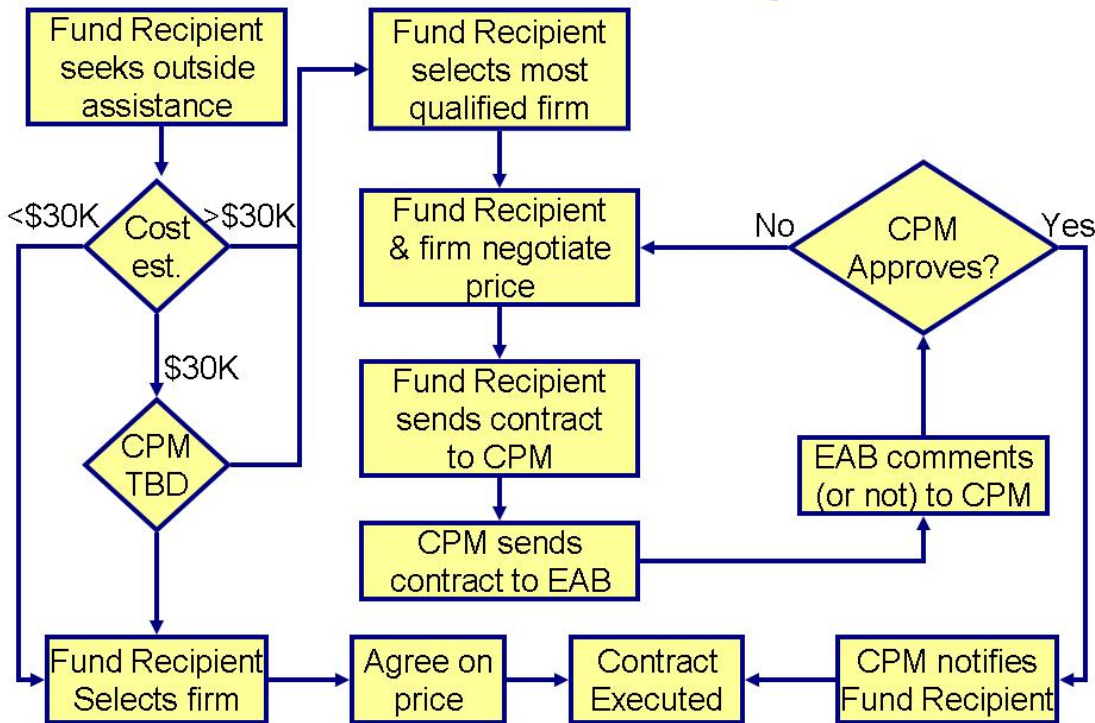 Fund Recipient
seeks outside
assistance
Fund Recipient
selects most
qualified firm
<$30K
Cost
est.
>$30K
Fund Recipient
& firm negotiate
price
No
CPM
Approves?
Yes
$30K
CPM
TBD
Fund Recipient
sends contract
to CPM
EAB comments
(or not) to CPM
CPM sends
contract to EAB
Fund Recipient
Selects firm
Agree on
price
Contract
Executed
CPM notifies
Fund Recipient